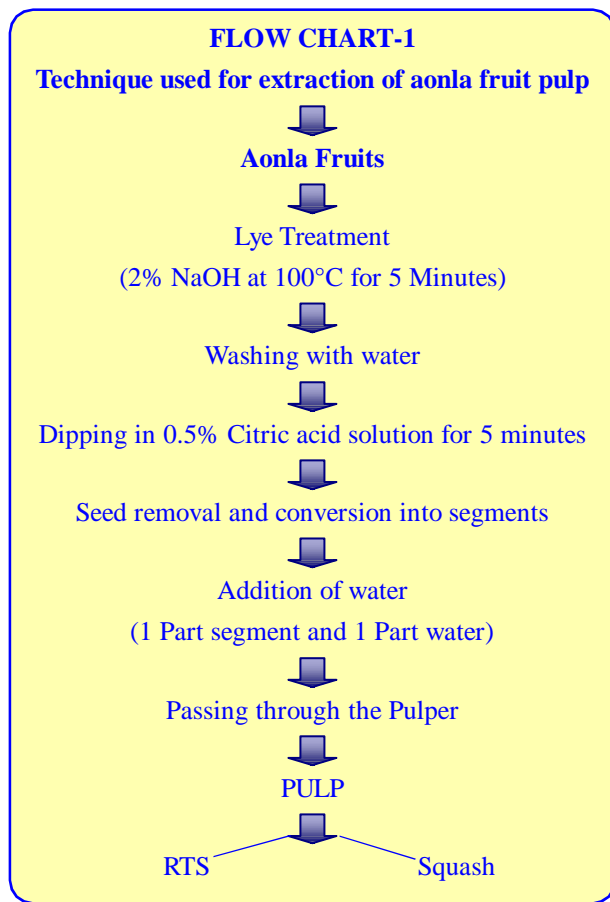 FLOW CHART-1
Technique used for extraction of aonla fruit pulp
Aonla Fruits
Lye Treatment
(2% NaOH at 100°C for 5 Minutes)
Washing with water
Dipping in 0.5% Citric acid solution for 5 minutes
Seed removal and conversion into segments
Addition of water
(1 Part segment and 1 Part water)
Passing through the Pulper
PULP
RTS Squash